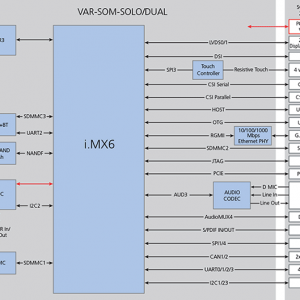 VAR-SOM-SOLO/DUAL
i.MX6
SDMMC3
UART2
NANDF
I2C2
SDMMC1
LVDS0/1
DSI
SPI3
Touch
Controller
Resistive Touch
CSI Serial
CSI Parallel
HOST
OTG
RGMII
10/100/1000
Mbps
Ethernet PHY
SDMMC2
JTAG
PCIE
AUD3
AUDIO
CODEC
D MIC
Line In
Line Out
AudioMUX4
S/PDIF IN/OUT
SPI1/4
CAN1/2
UART0/1/2/3
I2C1/23